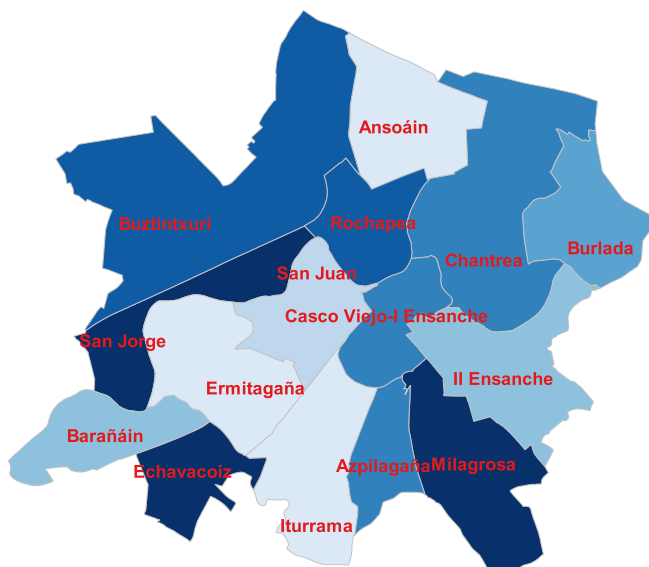 Ansoáin
Buztintxuri
Rochapea
Burlada
Chantrea
San Juan
Casco Viejo-I Ensanche
San Jorge
II Ensanche
Ermitagaña
Barañáin
Echavacoiz
Azpilagaña
Milagrosa
Iturrama